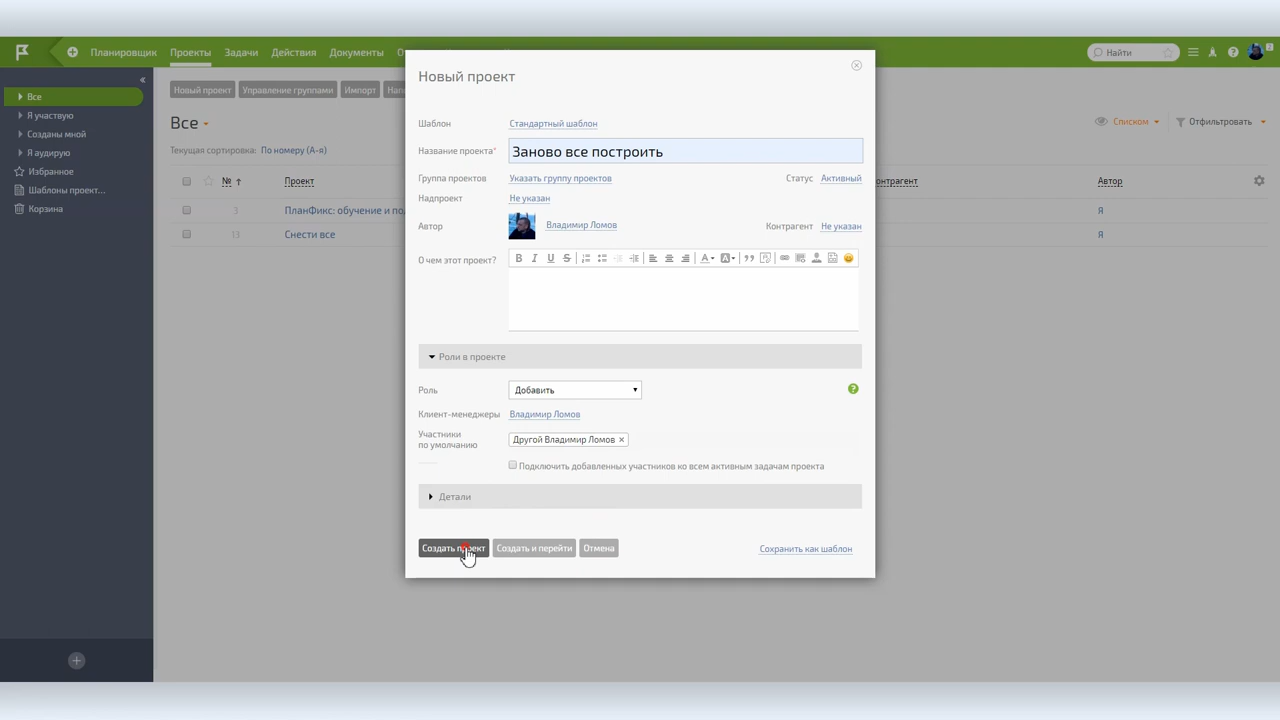 Планировщик Проекты Задачи Действия Документы
Найти
?
2
Все
Я участвую
Созданы мной
Я аудирую
Избранное
Шаблоны проект...
Корзина
Новый проект Управление группами Импорт
Все
Списком Отфильтровать
Текущая сортировка: По номеру (А-я)
№ Проект Автор
3 ПланФикс: обучение и по Я
13 Снести все Я
Новый проект
Шаблон Стандартный шаблон
Название проекта* Заново все построить
Группа проектов Указать группу проектов Статус Активный
Надпроект Не указан
Автор Владимир Ломов Контрагент Не указан
О чем этот проект? B I U S A A
Роли в проекте
Роль Добавить ?
Клиент-менеджеры Владимир Ломов
Участники
по умолчанию Другой Владимир Ломов ×
Подключить добавленных участников ко всем активным задачам проекта
Детали
Создать проект Создать и перейти Отмена Сохранить как шаблон